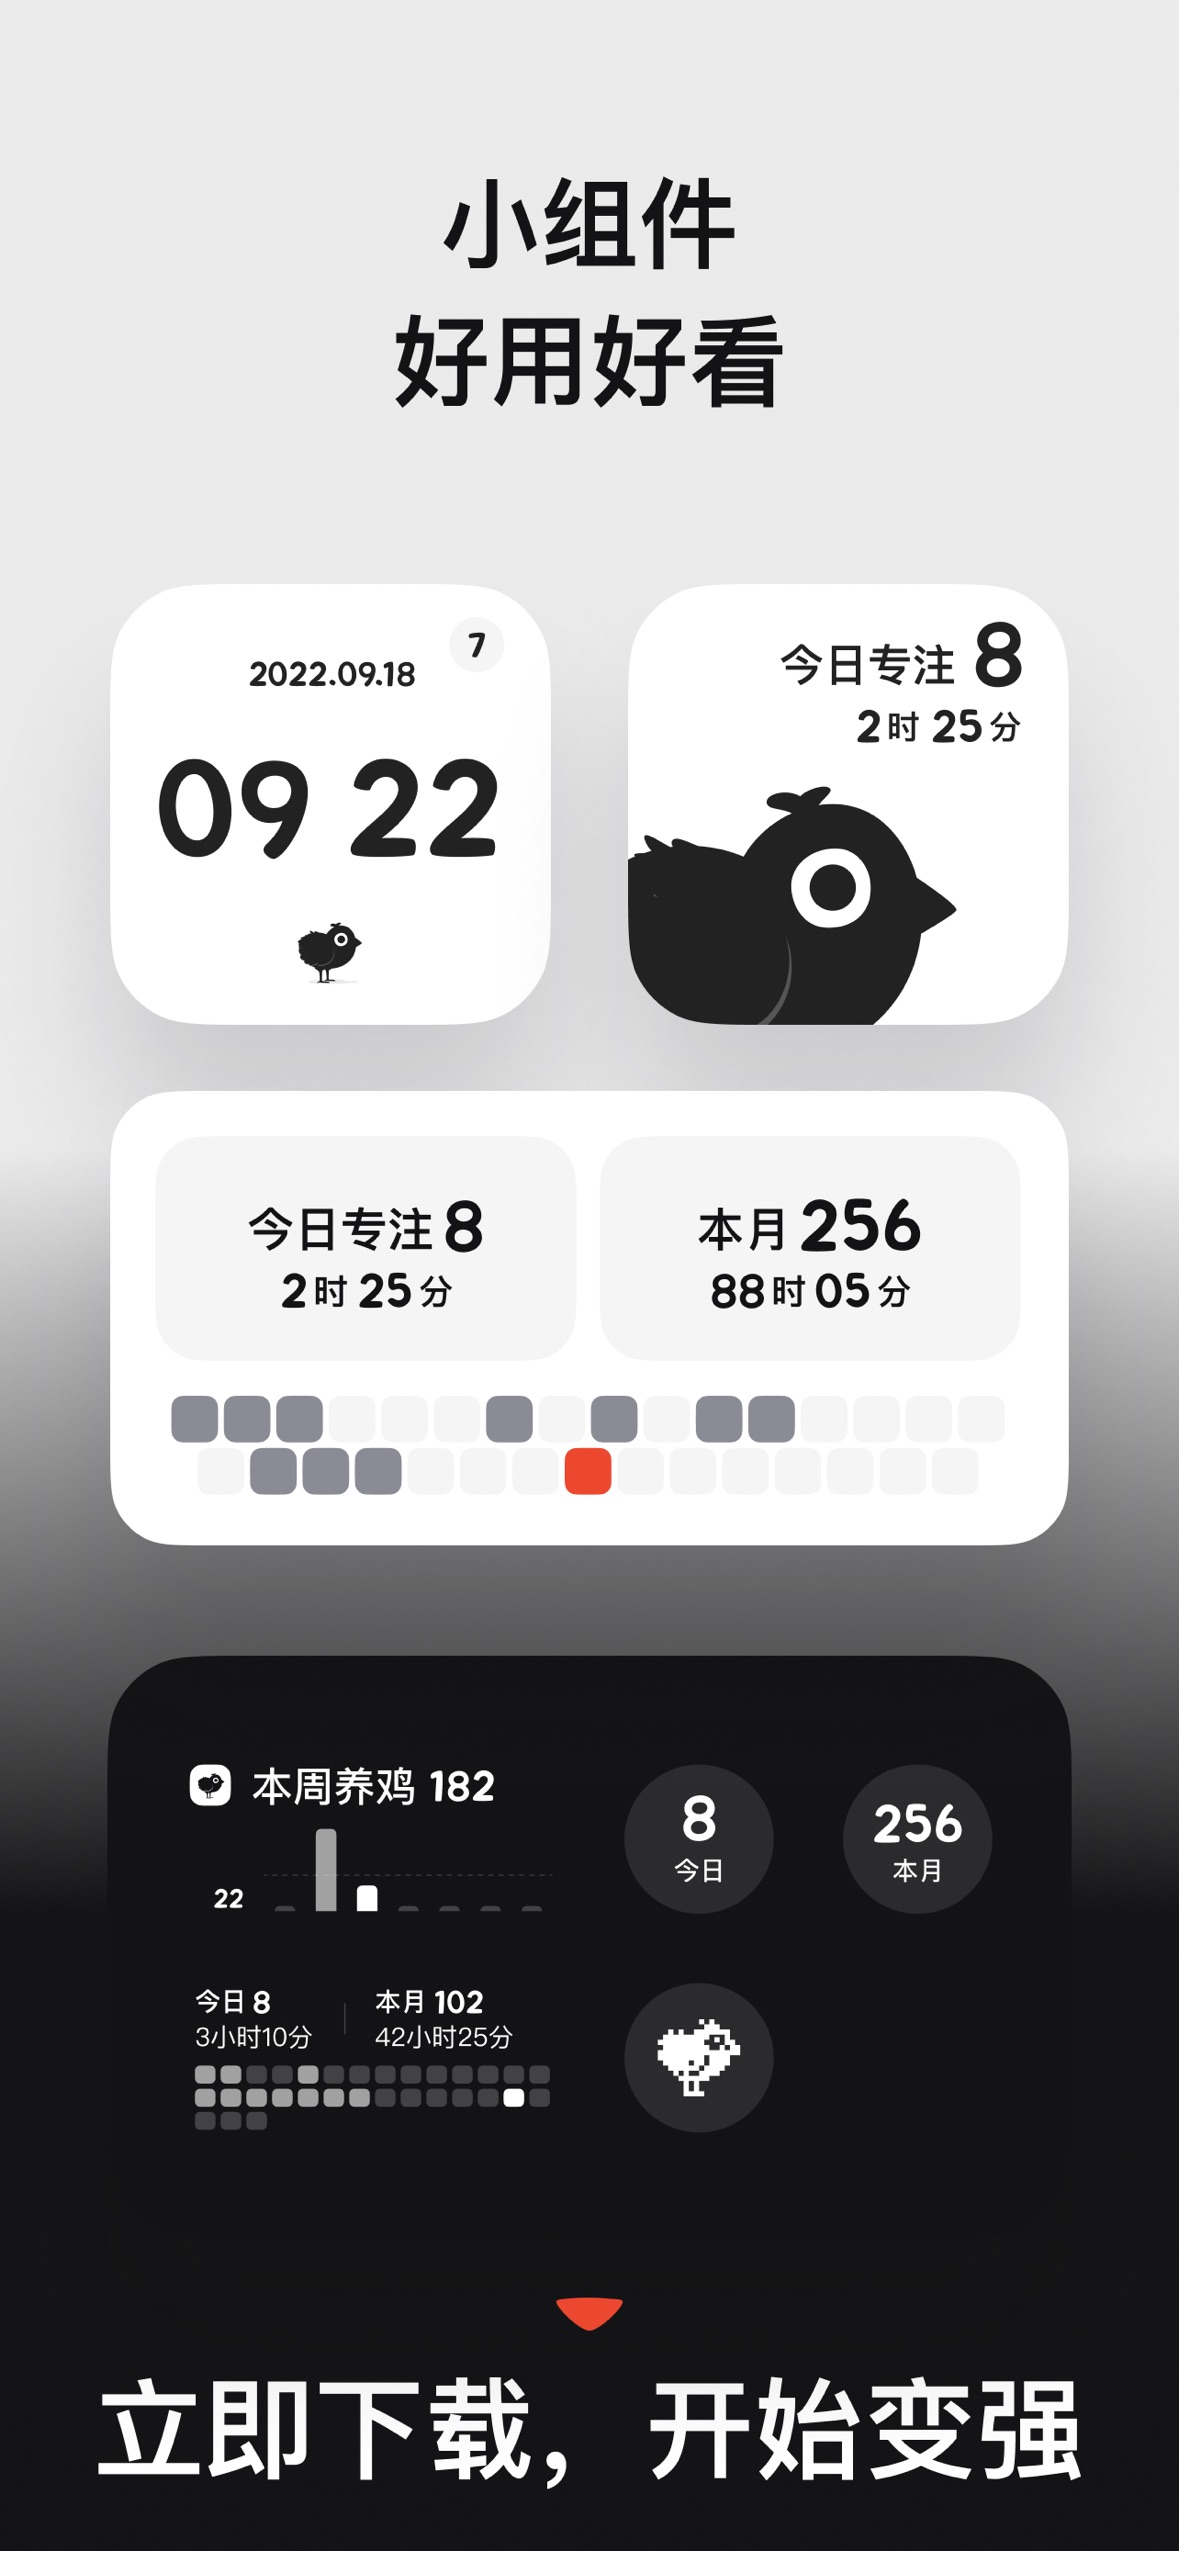 小组件
好用好看
7
2022.09.18
09 22
今日专注 8
2时 25分
今日专注 8
2时 25分
本月 256
88时 05分
本周养鸡 182
22
8
今日
256
本月
今日 8
3小时10分
本月 102
42小时25分
立即下载， 开始变强